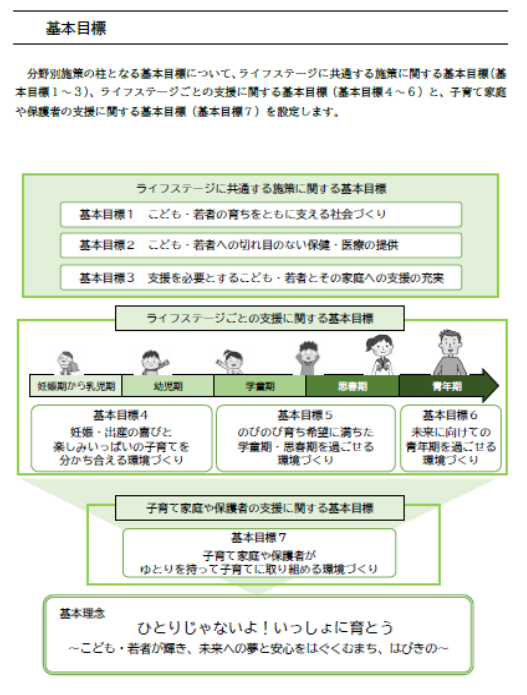 基本目標
分野別施策の柱となる基本目標について、ライフステージに共通する施策に関する基本目標(基
本目標1~3)、ライフステージごとの支援に関する基本目標(基本目標4~6)と、子育て家庭
や保護者の支援に関する基本目標(基本目標7)を設定します。
ライフステージに共通する施策に関する基本目標
基本目標1 こども・若者の育ちをともに支える社会づくり
基本目標2 こども・若者への切れ目のない保健・医療の提供
基本目標3 支援を必要とするこども・若者とその家庭への支援の充実
ライフステージごとの支援に関する基本目標
妊娠期から乳児期
幼児期
学童期
思春期
青年期
基本目標4
妊娠・出産の喜びと
楽しみいっぱいの子育てを
分かち合える環境づくり
基本目標5
のびのび育ち希望に満ちた
学童期・思春期を過ごせる
環境づくり
基本目標6
未来に向けての
青年期を過ごせる
環境づくり
子育て家庭や保護者の支援に関する基本目標
基本目標7
子育て家庭や保護者が
ゆとりを持って子育てに取り組める環境づくり
基本理念
ひとりじゃないよ!いっしょに育とう
~こども・若者が輝き、未来への夢と安心をはぐくむまち、はびきの~